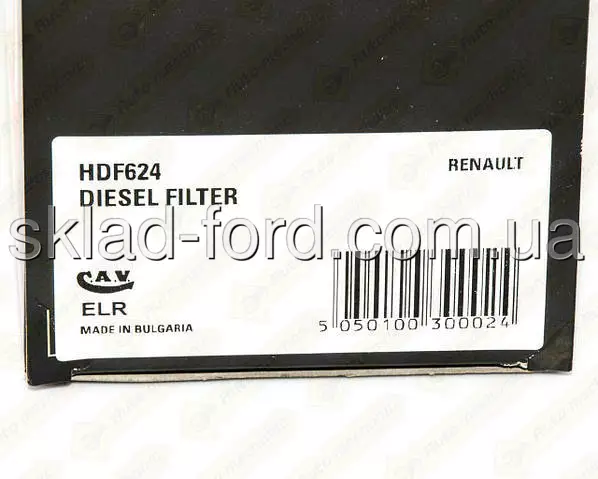 HDF624
RENAULT
DIESEL FILTER
sklad-ford.com.ua
C.A.V.
ELR
MADE IN BULGARIA
5 050100 300024